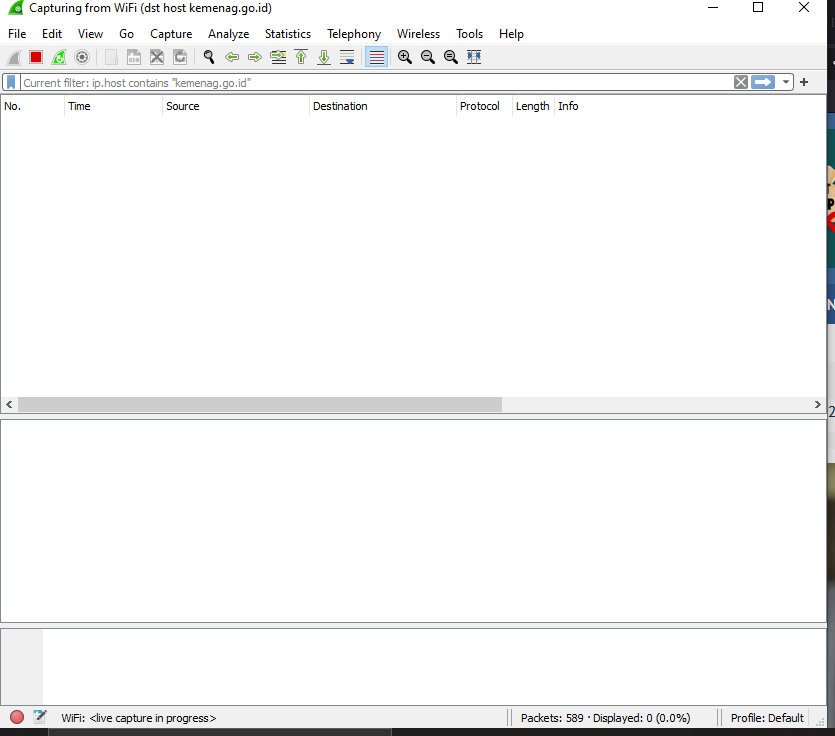 Capturing from WiFi (dst host kemenag.go.id)
File Edit View Go Capture Analyze Statistics Telephony Wireless Tools Help
Current filter: ip.host contains "kemenag.go.id"
No. Time Source Destination Protocol Length Info
WiFi: <live capture in progress> Packets: 589 · Displayed: 0 (0.0%) Profile: Default